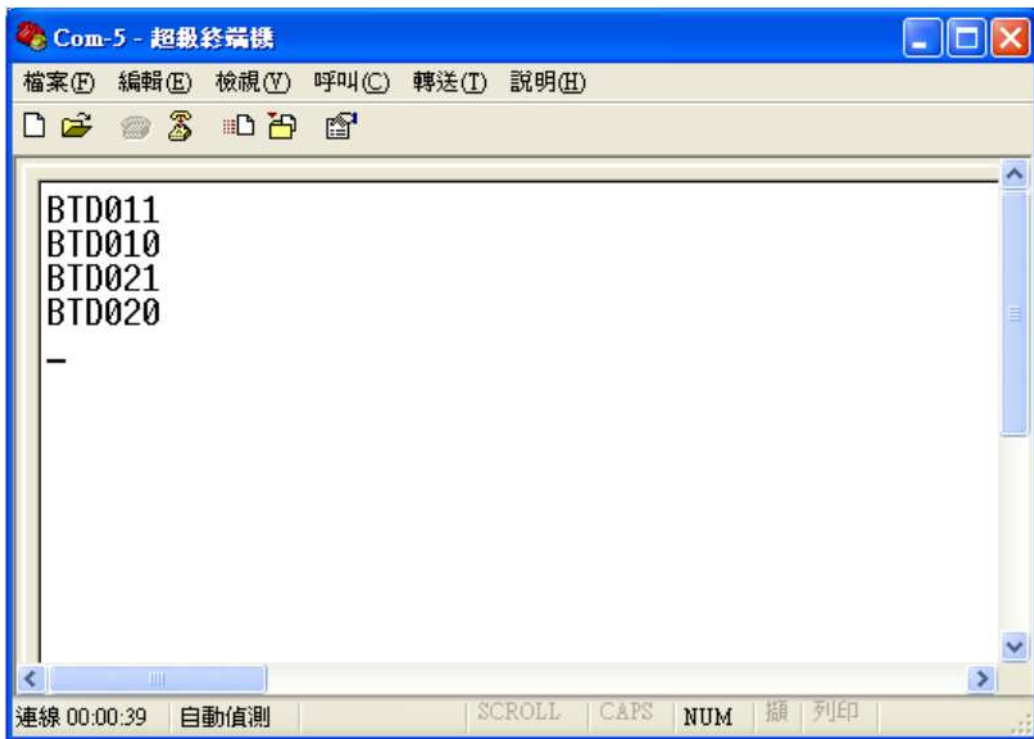 Com-5 - 超級終端機
檔案(F) 編輯(E) 檢視(V) 呼叫(C) 轉送(T) 說明(H)
BTD011
BTD010
BTD021
BTD020
_
連線 00:00:39 自動偵測 SCROLL CAPS NUM 擷 列印